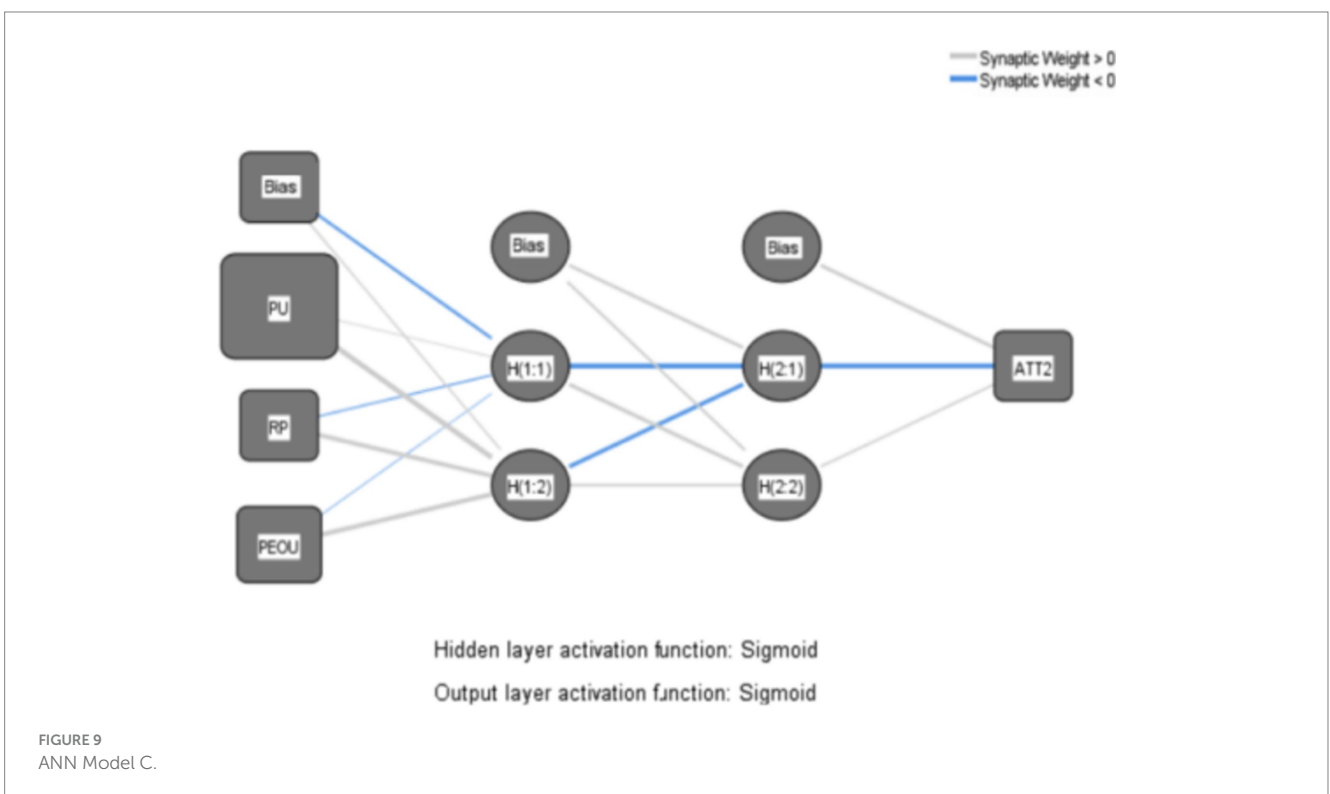 Synaptic Weight > 0
Synaptic Weight < 0
Bias
PU
RP
PEOU
Bias
H(1:1)
H(1:2)
Bias
H(2:1)
H(2:2)
ATT2
Hidden layer activation function: Sigmoid
Output layer activation function: Sigmoid
FIGURE 9
ANN Model C.